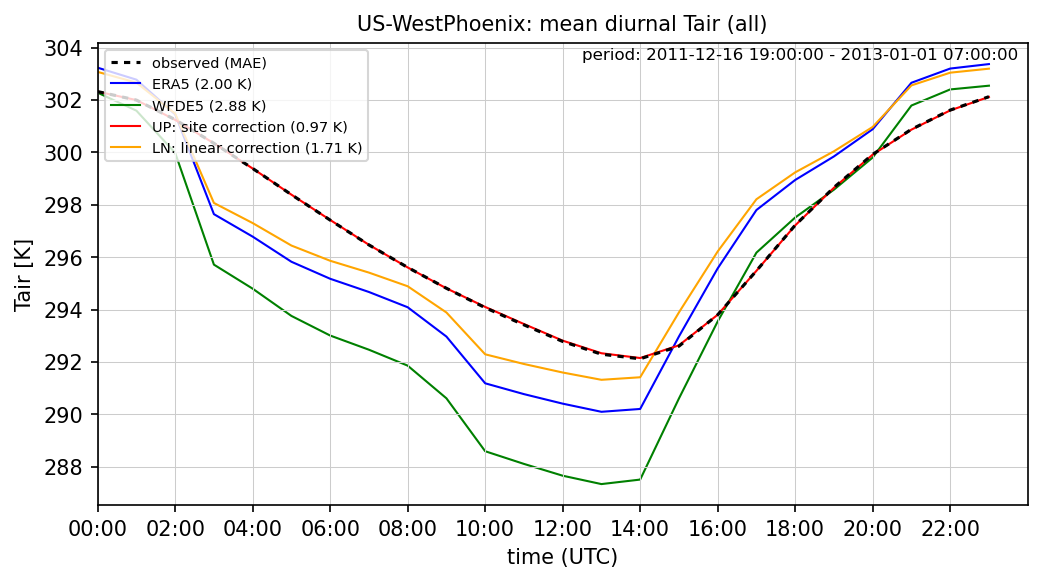 US-WestPhoenix: mean diurnal Tair (all)
period: 2011-12-16 19:00:00 - 2013-01-01 07:00:00
observed (MAE)
ERA5 (2.00 K)
WFDE5 (2.88 K)
UP: site correction (0.97 K)
LN: linear correction (1.71 K)
Tair [K]
304
302
300
298
296
294
292
290
288
00:00 02:00 04:00 06:00 08:00 10:00 12:00 14:00 16:00 18:00 20:00 22:00
time (UTC)